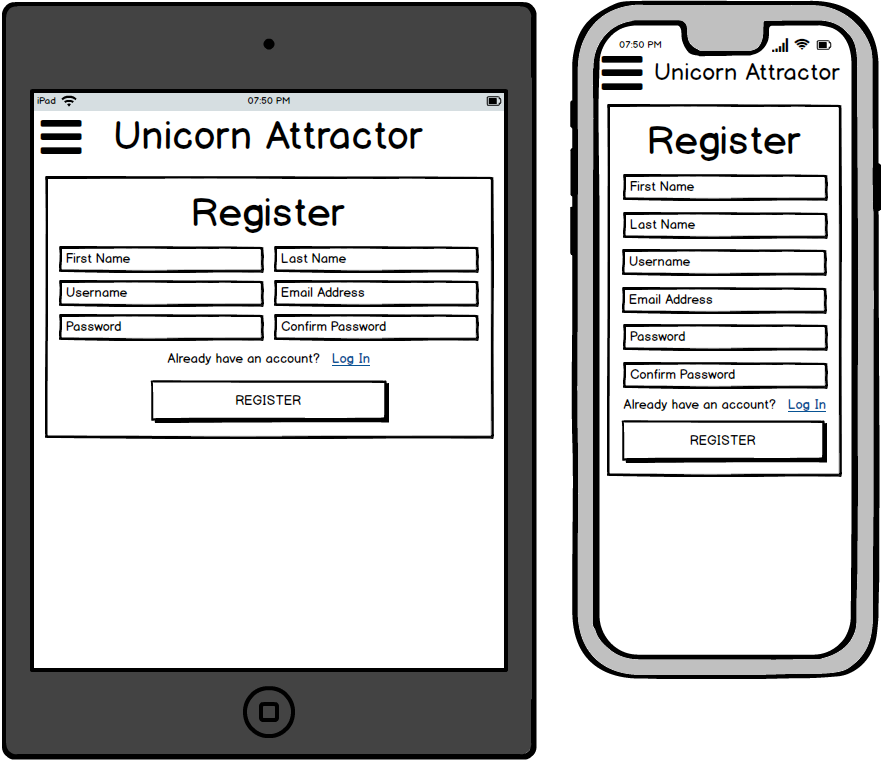 iPad 07:50 PM
Unicorn Attractor
Register
First Name Last Name
Username Email Address
Password Confirm Password
Already have an account? Log In
REGISTER
07:50 PM
Unicorn Attractor
Register
First Name
Last Name
Username
Email Address
Password
Confirm Password
Already have an account? Log In
REGISTER